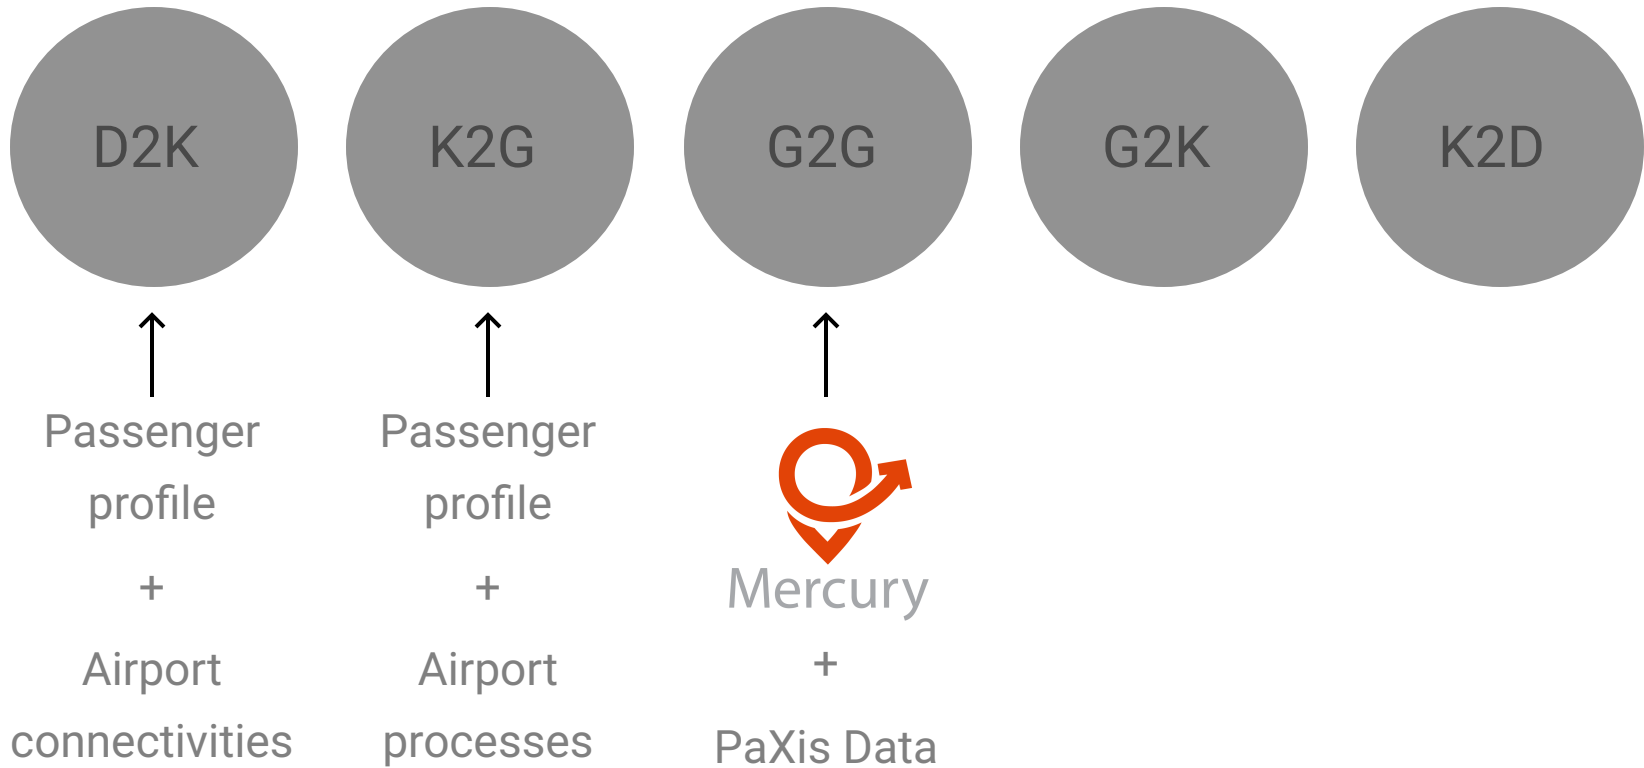 D2K
K2G
G2G
G2K
K2D
Passenger
profile
+
Airport
connectivities
Passenger
profile
+
Airport
processes
Mercury
+
PaXis Data